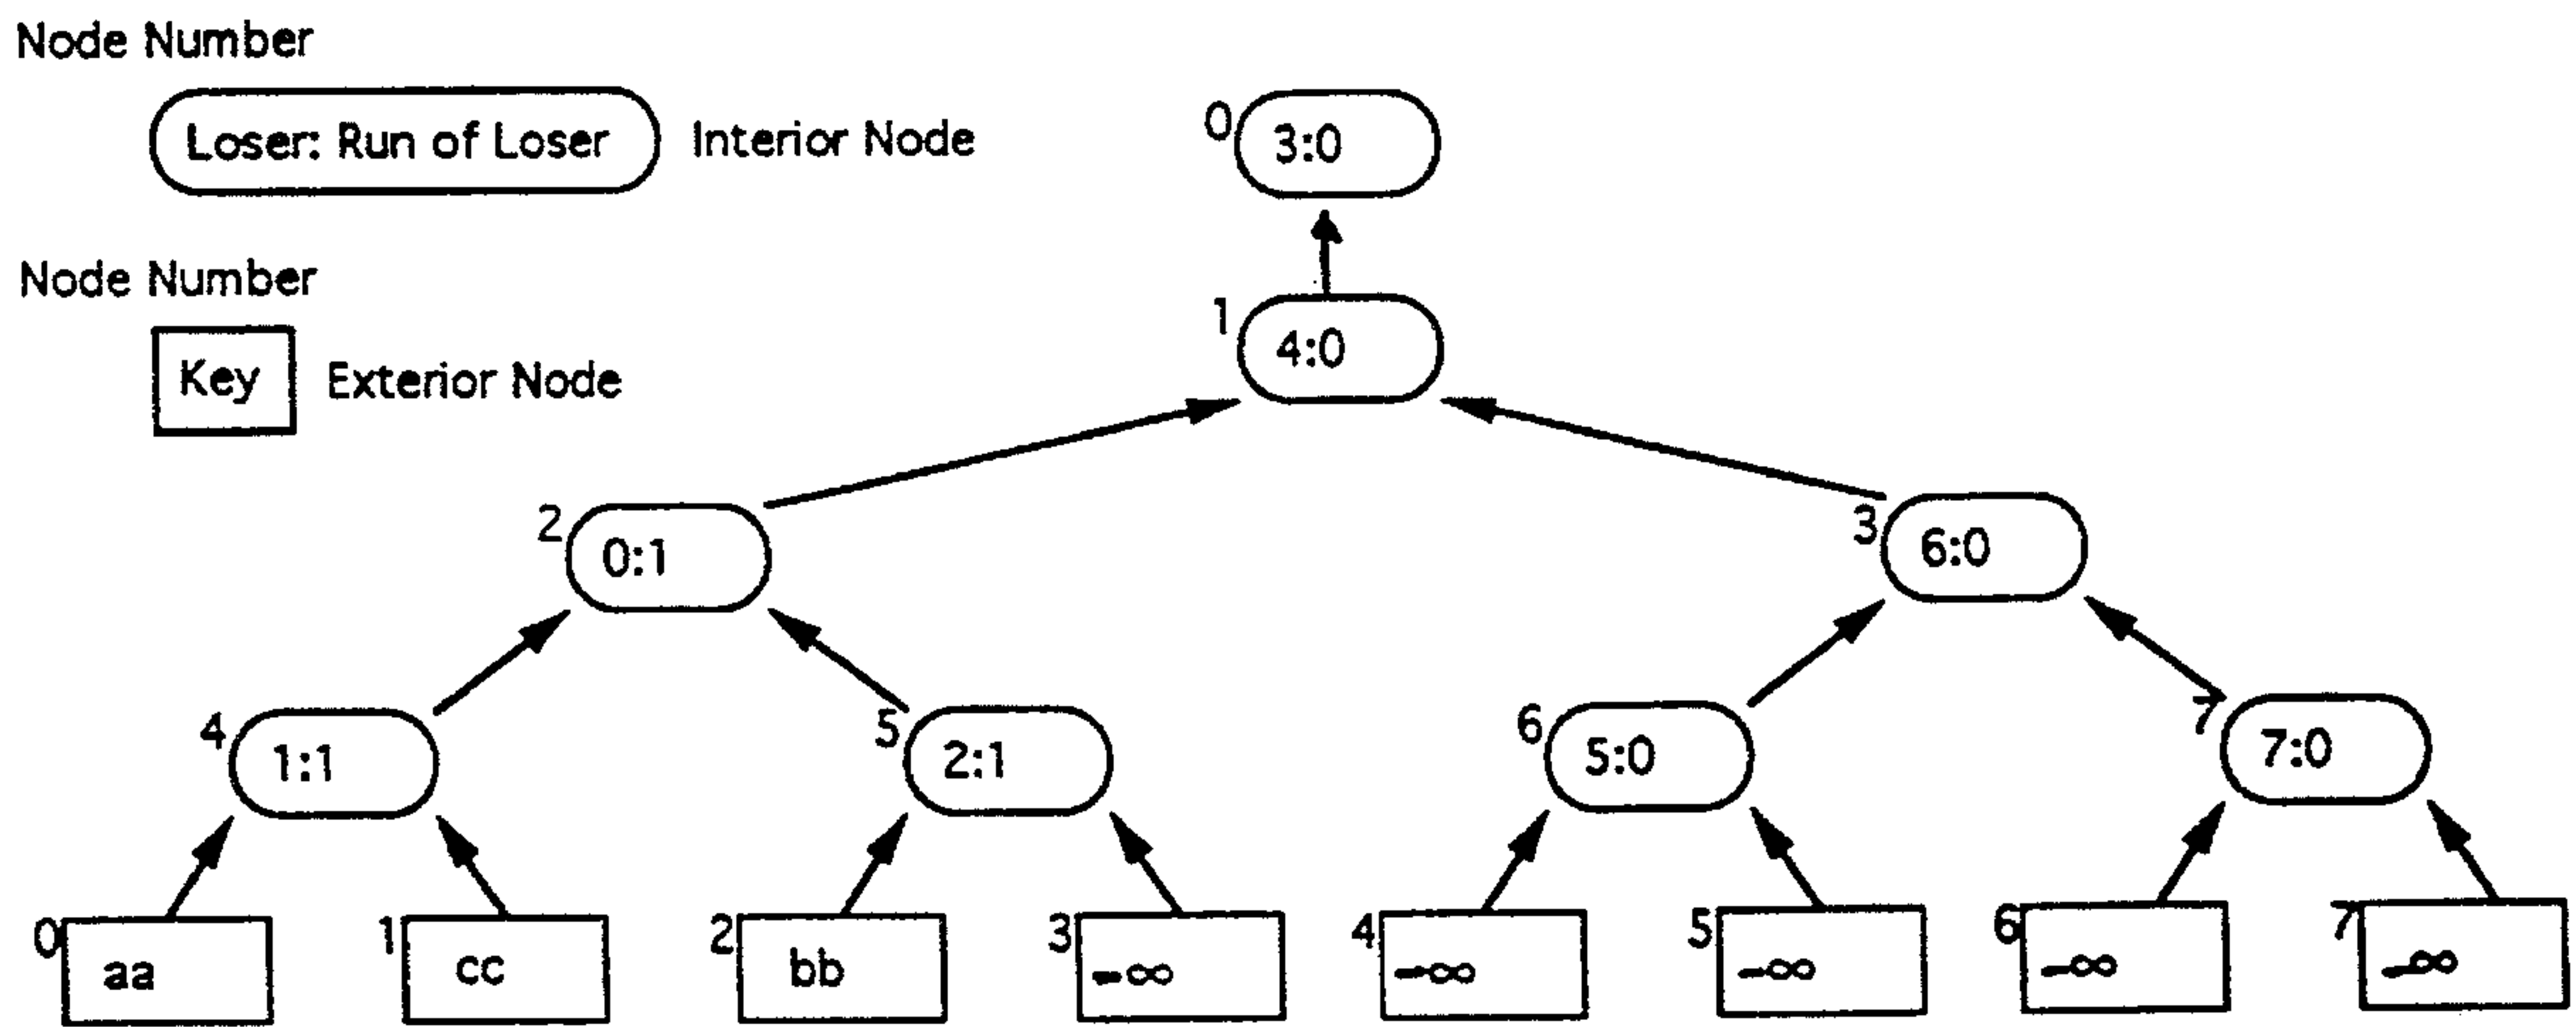 Node Number
Loser: Run of Loser Interior Node
0 3:0
Node Number
Key Exterior Node
1 4:0
2 0:1
3 6:0
4 1:1
5 2:1
6 5:0
7 7:0
0 aa
1 cc
2 bb
3 -∞
4 -∞
5 -∞
6 -∞
7 -∞